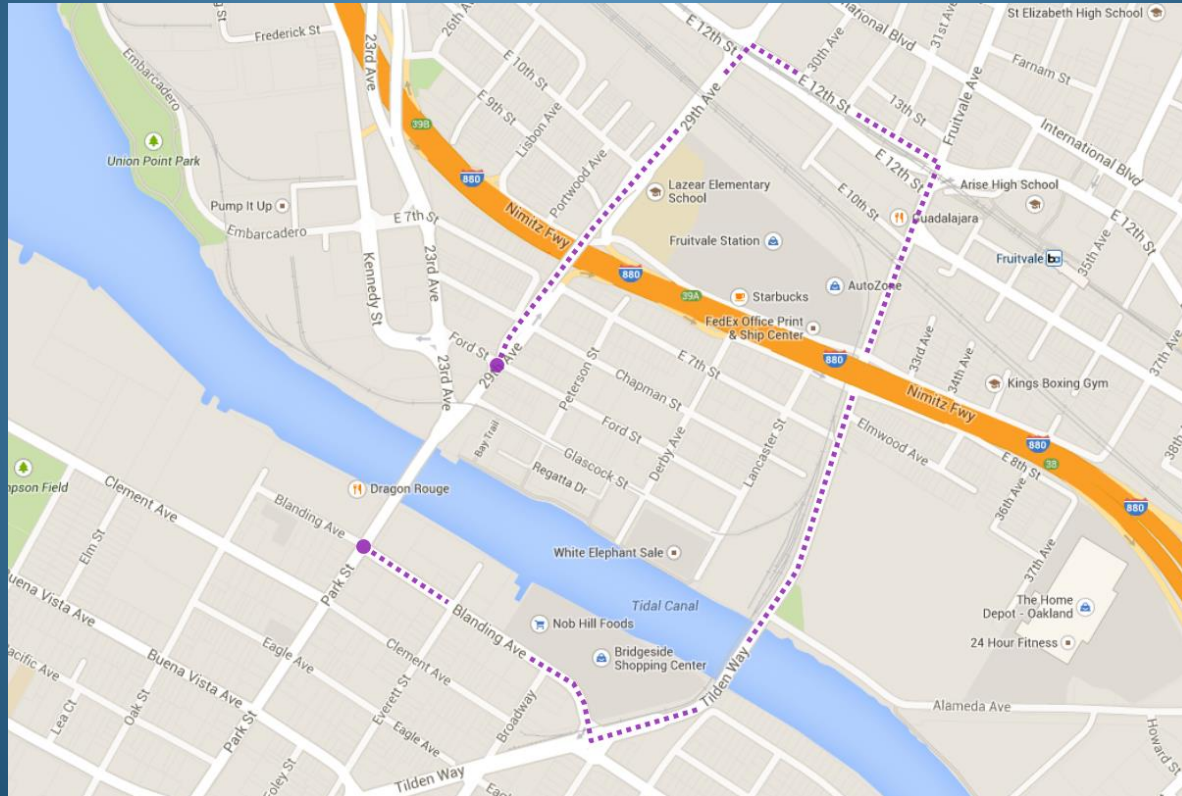 St Elizabeth High School
Frederick St
23rd Ave
26th Ave
E 12th St
International Blvd
30th Ave
31st Ave
Farnam St
Embarcadero
E 10th St
E 9th St
Lisbon Ave
29th Ave
E 12th St
13th St
Fruitvale Ave
International Blvd
39B
Union Point Park
880
Portwood Ave
Lazear Elementary
School
E 12th St
Arise High School
E 10th St
Guadalajara
E 12th St
Pump It Up
E 7th St
Nimitz Fwy
Embarcadero
Fruitvale Station
Fruitvale
35th Ave
Kennedy St
23rd Ave
880
39A
Starbucks
AutoZone
FedEx Office Print
& Ship Center
880
33rd Ave
34th Ave
37th Ave
Ford St
29th Ave
23rd Ave
Peterson St
E 7th St
Chapman St
Kings Boxing Gym
Nimitz Fwy
Bay Trail
Ford St
Derby Ave
Lancaster St
Elmwood Ave
880
38th
Glascock St
Regatta Dr
E 8th St
38
36th Ave
880
mpson Field
Clement Ave
Dragon Rouge
Blanding Ave
Elm St
White Elephant Sale
37th Ave
Park St
Tidal Canal
The Home
Depot - Oakland
Buena Vista Ave
Nob Hill Foods
24 Hour Fitness
Blanding Ave
Bridgeside
Shopping Center
Eagle Ave
Clement Ave
Tilden Way
Pacific Ave
Buena Vista Ave
Everett St
Broadway
Alameda Ave
Lea Ct
Oak St
Park St
Eagle Ave
Howard St
Foley St
Tilden Way
Eagle